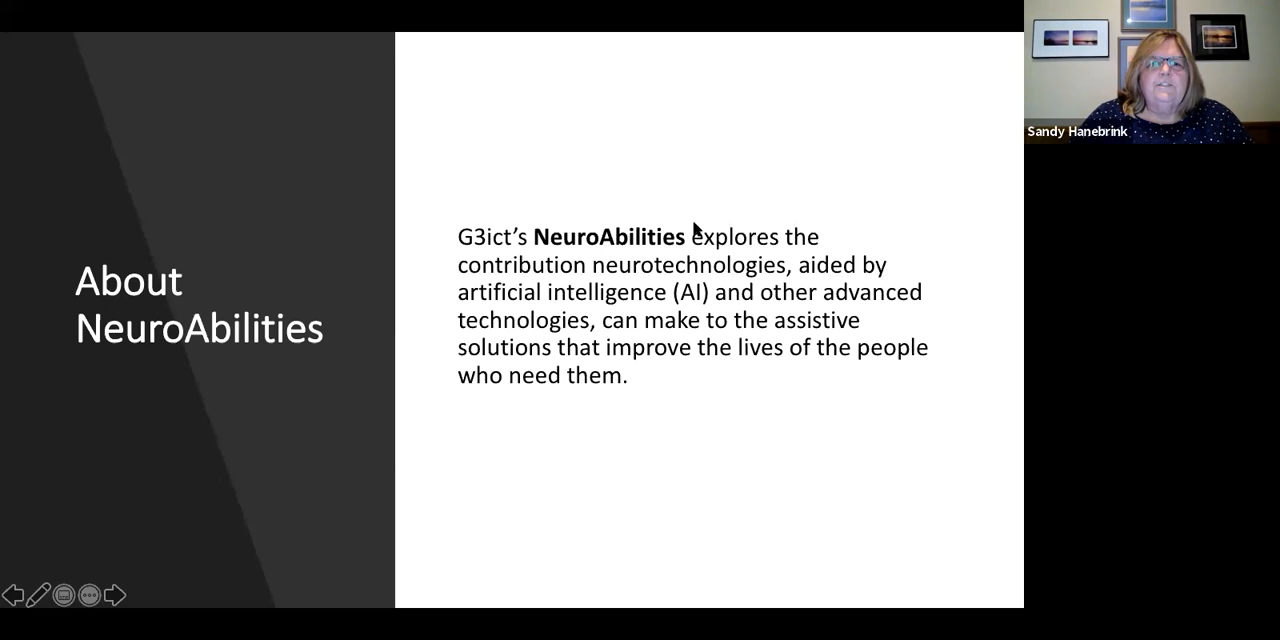 About
NeuroAbilities
G3ict’s NeuroAbilities explores the
contribution neurotechnologies, aided by
artificial intelligence (AI) and other advanced
technologies, can make to the assistive
solutions that improve the lives of the people
who need them.
Sandy Hanebrink